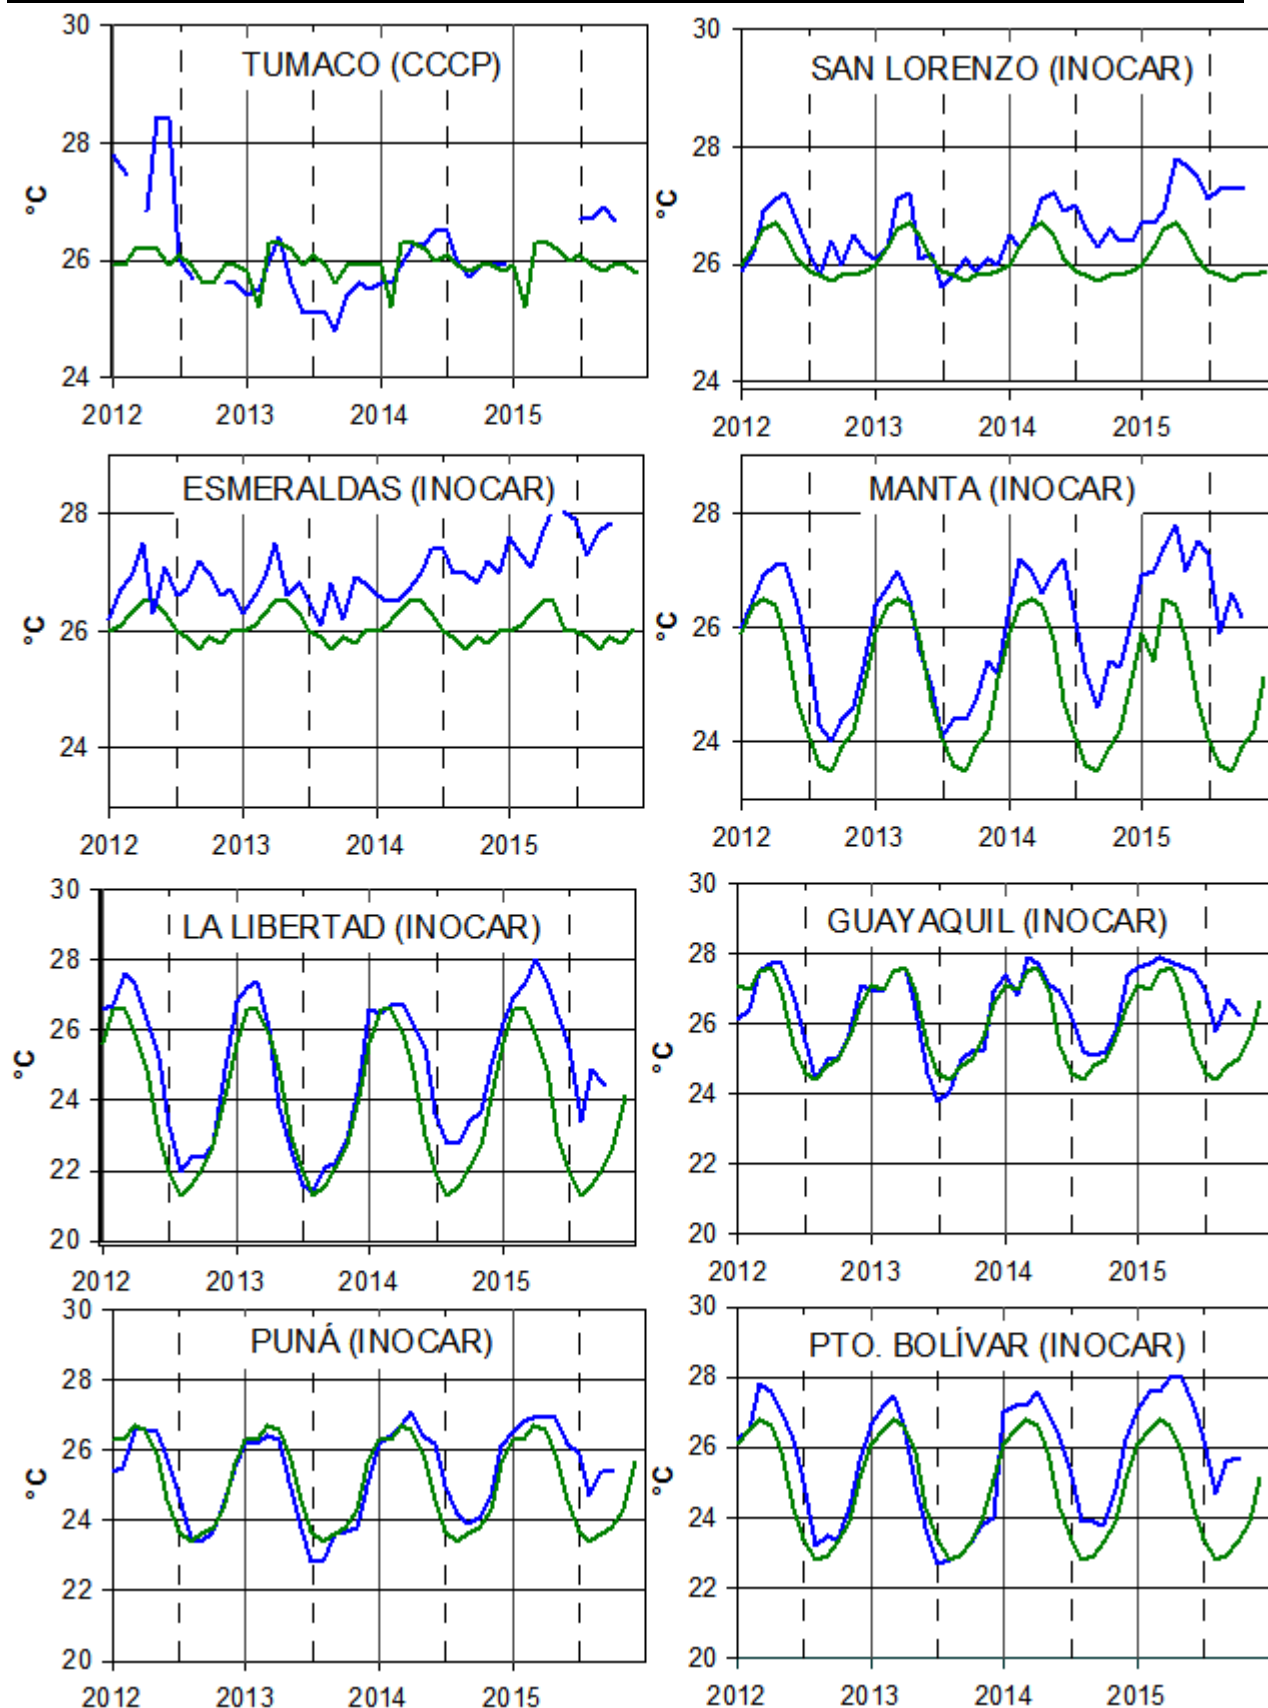 30
TUMACO (CCCP)
28
°C
26
24
2012 2013 2014 2015
30
SAN LORENZO (INOCAR)
28
°C
26
24
2012 2013 2014 2015
ESMERALDAS (INOCAR)
28
°C
26
24
2012 2013 2014 2015
MANTA (INOCAR)
28
°C
26
24
2012 2013 2014 2015
30
LA LIBERTAD (INOCAR)
28
26
°C
24
22
20
2012 2013 2014 2015
30
GUAYAQUIL (INOCAR)
28
26
°C
24
22
20
2012 2013 2014 2015
30
PUNÁ (INOCAR)
28
26
°C
24
22
20
2012 2013 2014 2015
30
PTO. BOLÍVAR (INOCAR)
28
26
°C
24
22
20
2012 2013 2014 2015